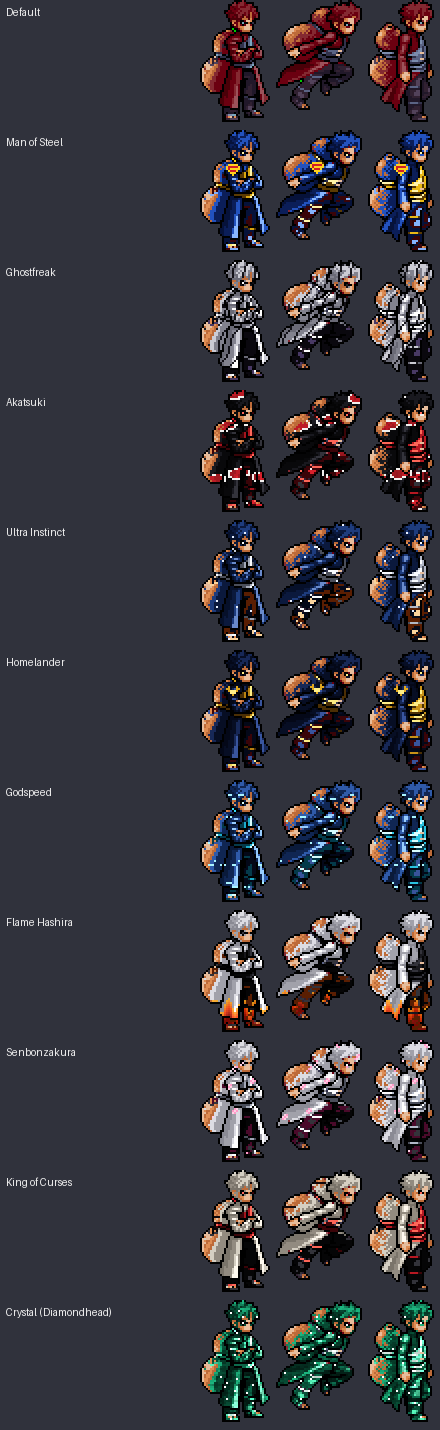 Default
Man of Steel
Ghostfreak
Akatsuki
Ultra Instinct
Homelander
Godspeed
Flame Hashira
Senbonzakura
King of Curses
Crystal (Diamondhead)